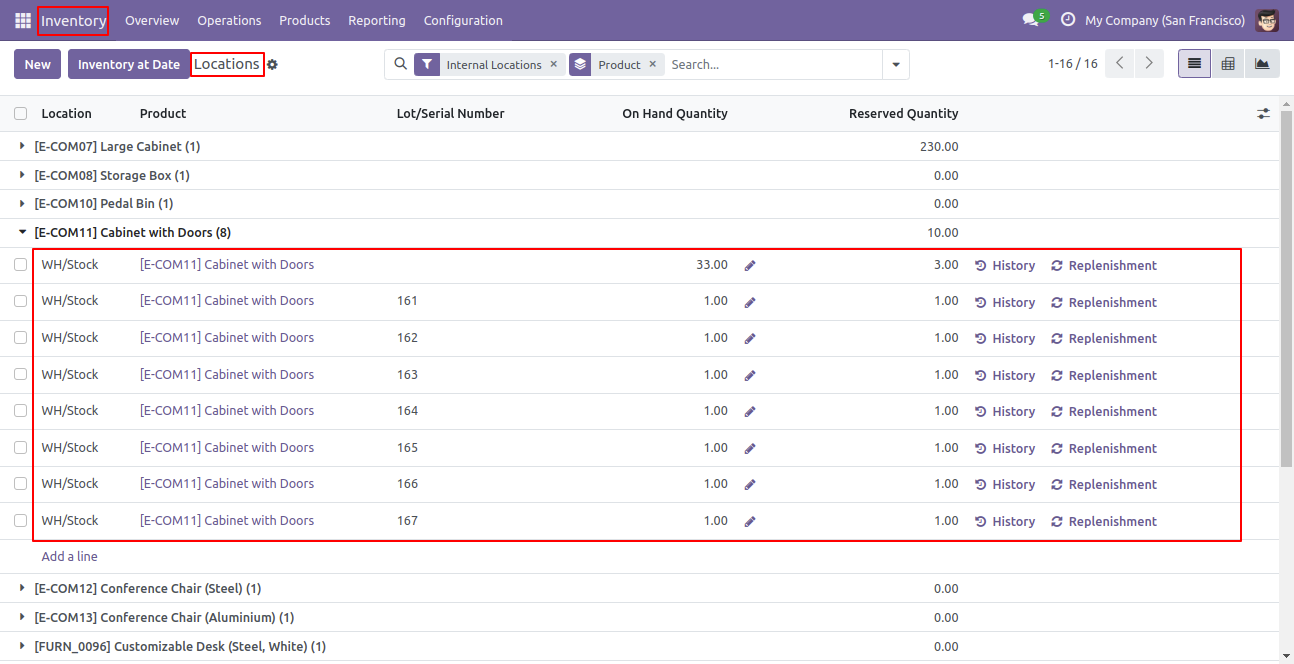 Inventory Overview Operations Products Reporting Configuration 5 My Company (San Francisco)
New Inventory at Date Locations Internal Locations × Product × Search... 1-16 / 16
Location Product Lot/Serial Number On Hand Quantity Reserved Quantity
[E-COM07] Large Cabinet (1) 230.00
[E-COM08] Storage Box (1) 0.00
[E-COM10] Pedal Bin (1) 0.00
[E-COM11] Cabinet with Doors (8) 10.00
WH/Stock [E-COM11] Cabinet with Doors 33.00 3.00 History Replenishment
WH/Stock [E-COM11] Cabinet with Doors 161 1.00 1.00 History Replenishment
WH/Stock [E-COM11] Cabinet with Doors 162 1.00 1.00 History Replenishment
WH/Stock [E-COM11] Cabinet with Doors 163 1.00 1.00 History Replenishment
WH/Stock [E-COM11] Cabinet with Doors 164 1.00 1.00 History Replenishment
WH/Stock [E-COM11] Cabinet with Doors 165 1.00 1.00 History Replenishment
WH/Stock [E-COM11] Cabinet with Doors 166 1.00 1.00 History Replenishment
WH/Stock [E-COM11] Cabinet with Doors 167 1.00 1.00 History Replenishment
Add a line
[E-COM12] Conference Chair (Steel) (1) 0.00
[E-COM13] Conference Chair (Aluminium) (1) 0.00
[FURN_0096] Customizable Desk (Steel, White) (1) 0.00